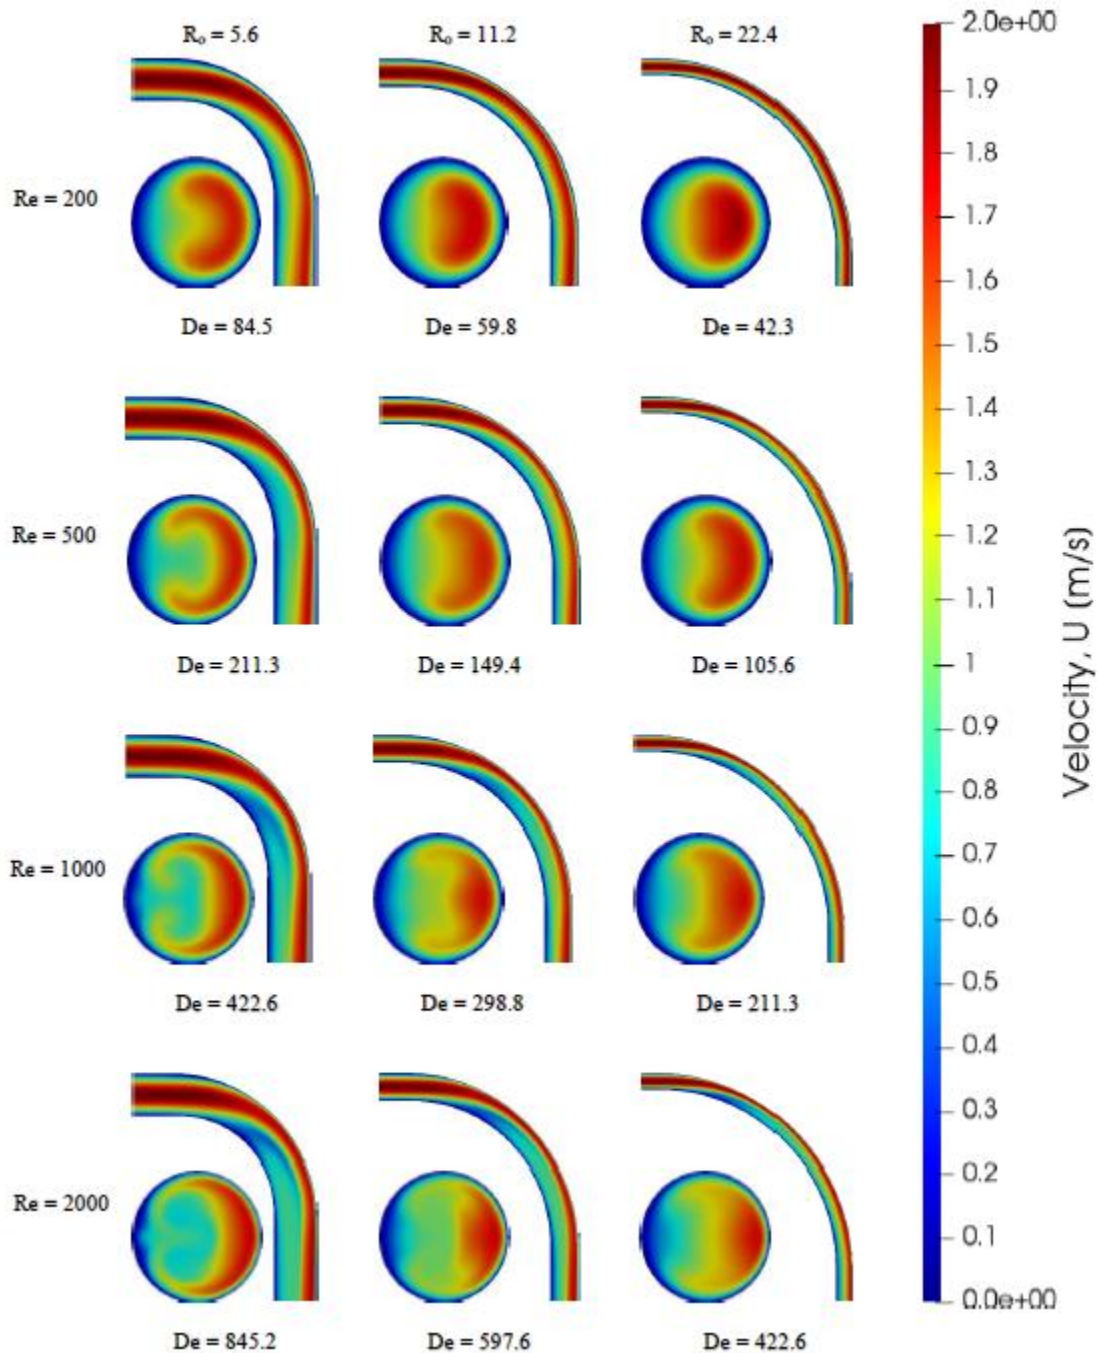 Rₒ = 5.6 Rₒ = 11.2 Rₒ = 22.4
Re = 200
De = 84.5 De = 59.8 De = 42.3
Re = 500
De = 211.3 De = 149.4 De = 105.6
Re = 1000
De = 422.6 De = 298.8 De = 211.3
Re = 2000
De = 845.2 De = 597.6 De = 422.6
2.0e+00
1.9
1.8
1.7
1.6
1.5
1.4
1.3
1.2
1.1
1
0.9
0.8
0.7
0.6
0.5
0.4
0.3
0.2
0.1
0.0e+00
Velocity, U (m/s)